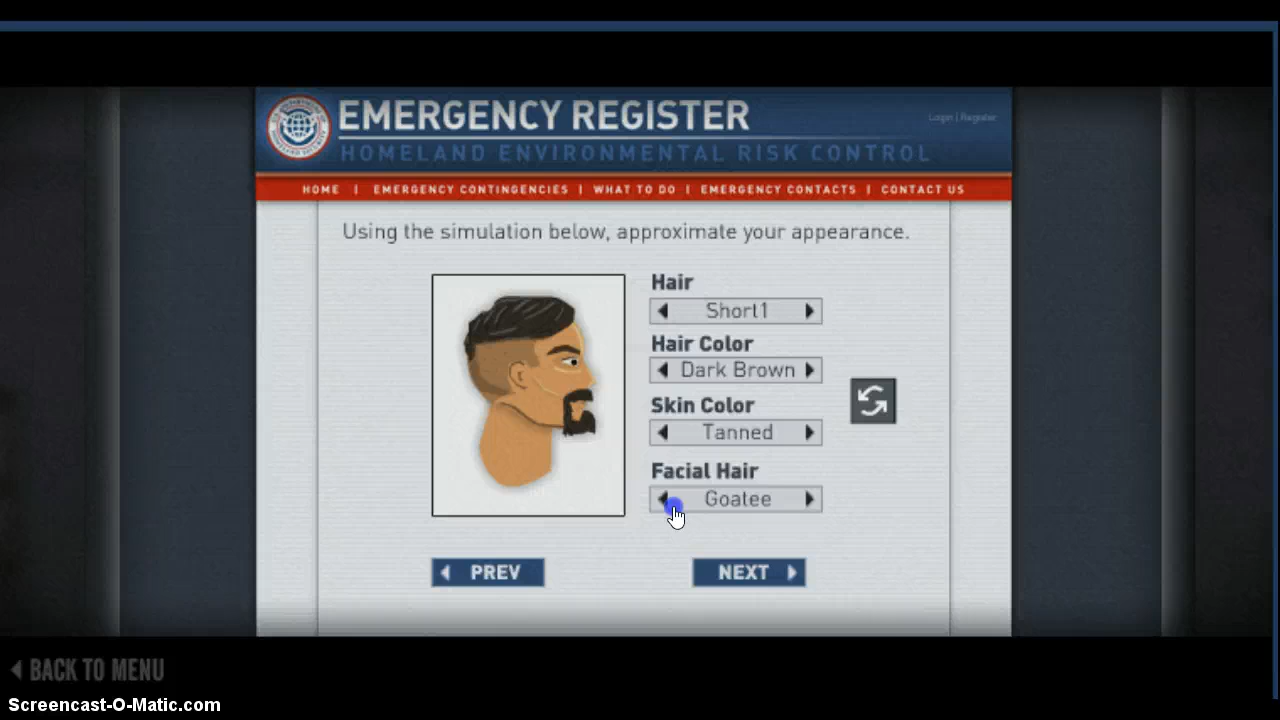 EMERGENCY REGISTER
Login | Register
HOMELAND ENVIRONMENTAL RISK CONTROL
HOME | EMERGENCY CONTINGENCIES | WHAT TO DO | EMERGENCY CONTACTS | CONTACT US
Using the simulation below, approximate your appearance.
Hair
Short1
Hair Color
Dark Brown
Skin Color
Tanned
Facial Hair
Goatee
PREV
NEXT
BACK TO MENU
Screencast-O-Matic.com